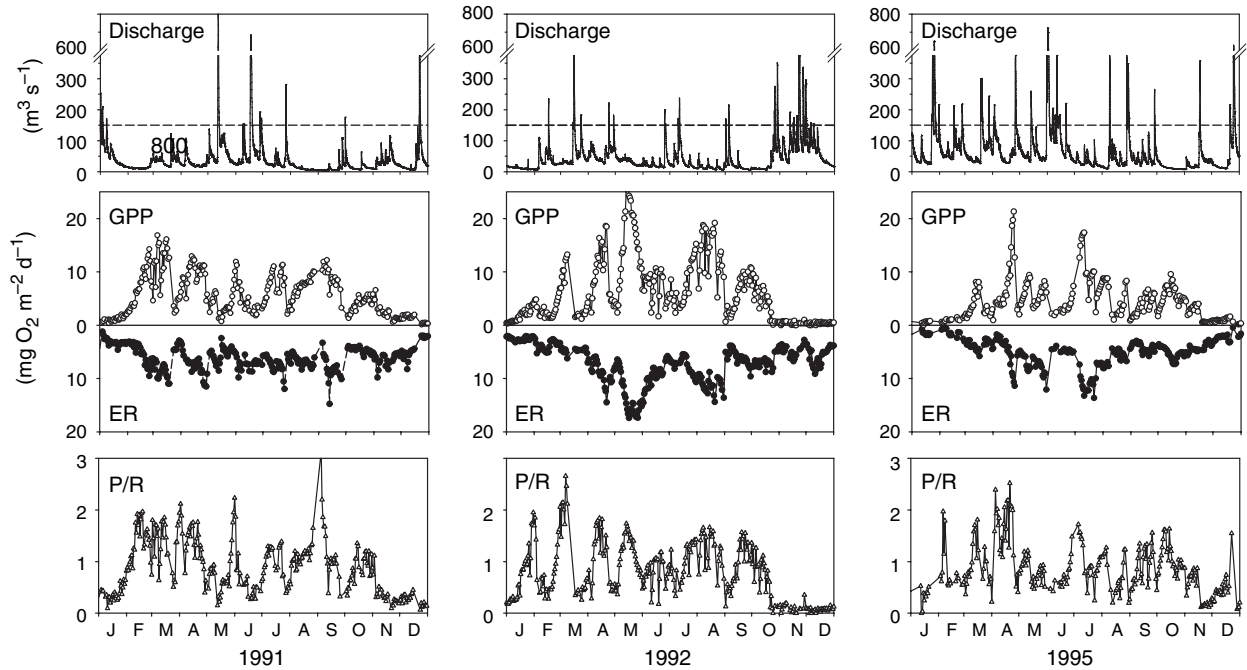 Discharge
600
300
200
100
0
(m³ s⁻¹)
800
Discharge
800
600
300
200
100
0
Discharge
800
600
300
200
100
0
GPP
20
10
0
10
20
ER
(mg O₂ m⁻² d⁻¹)
J F M A M J J A S O N D
GPP
20
10
0
10
20
ER
J F M A M J J A S O N D
GPP
20
10
0
10
20
ER
J F M A M J J A S O N D
P/R
3
2
1
0
J F M A M J J A S O N D
1991
P/R
3
2
1
0
J F M A M J J A S O N D
1992
P/R
3
2
1
0
J F M A M J J A S O N D
1995